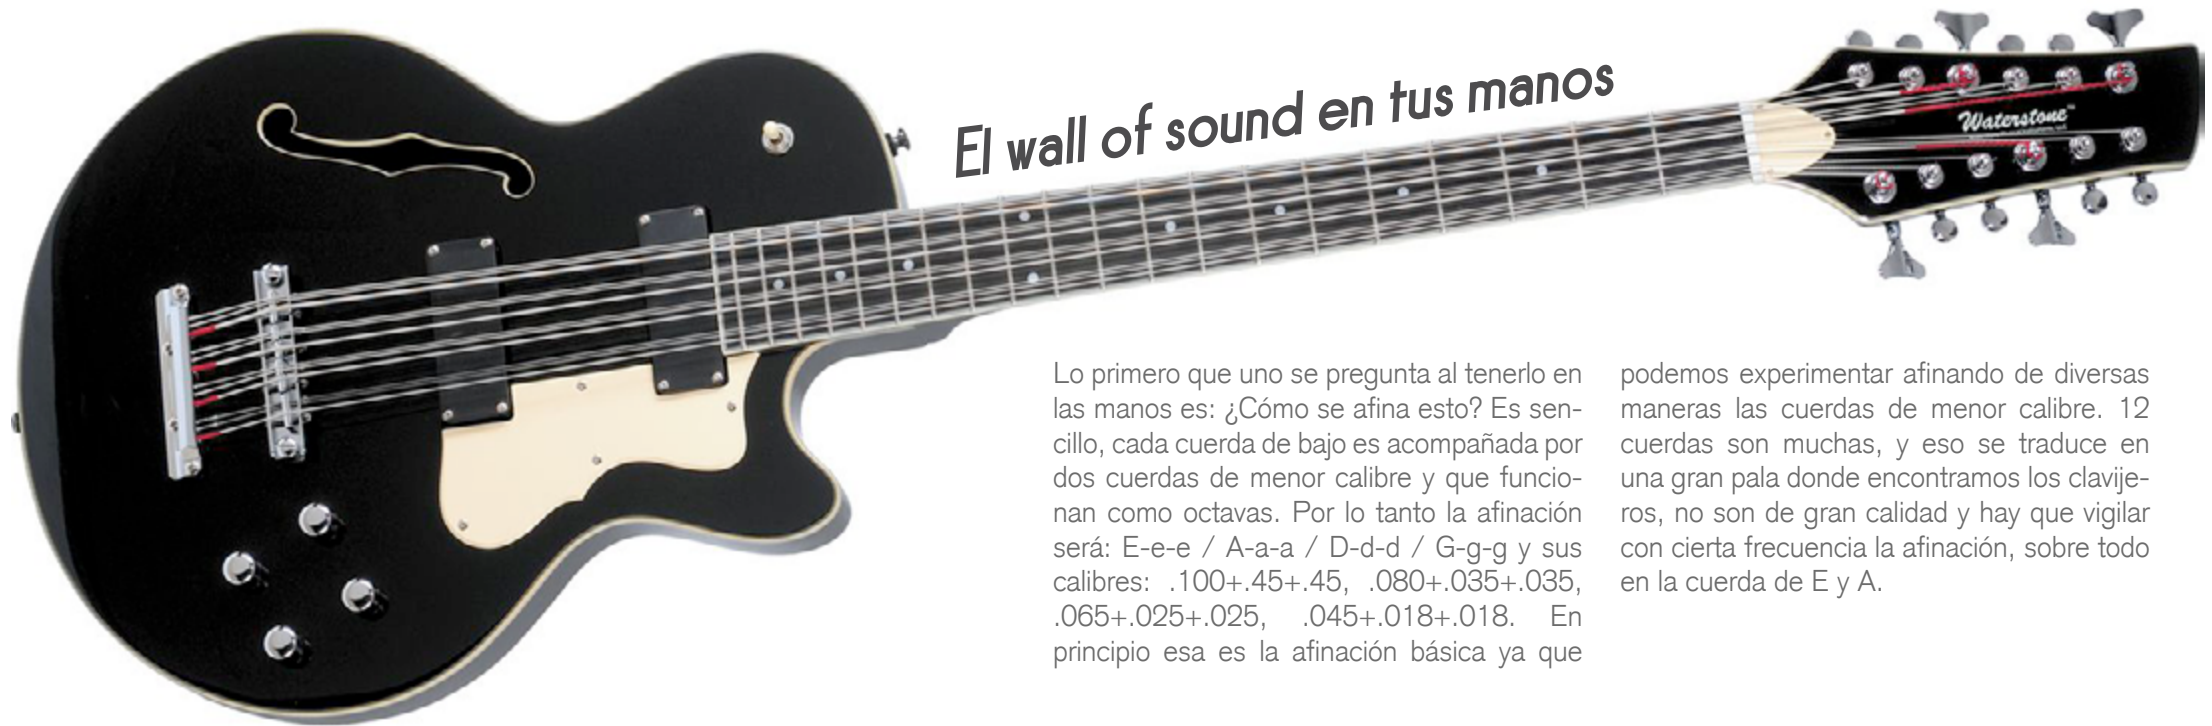 El wall of sound en tus manos
Waterstone™
Lo primero que uno se pregunta al tenerlo en
las manos es: ¿Cómo se afina esto? Es sen-
cillo, cada cuerda de bajo es acompañada por
dos cuerdas de menor calibre y que funcio-
nan como octavas. Por lo tanto la afinación
será: E-e-e / A-a-a / D-d-d / G-g-g y sus
calibres: .100+.45+.45, .080+.035+.035,
.065+.025+.025, .045+.018+.018. En
principio esa es la afinación básica ya que
podemos experimentar afinando de diversas
maneras las cuerdas de menor calibre. 12
cuerdas son muchas, y eso se traduce en
una gran pala donde encontramos los clavije-
ros, no son de gran calidad y hay que vigilar
con cierta frecuencia la afinación, sobre todo
en la cuerda de E y A.